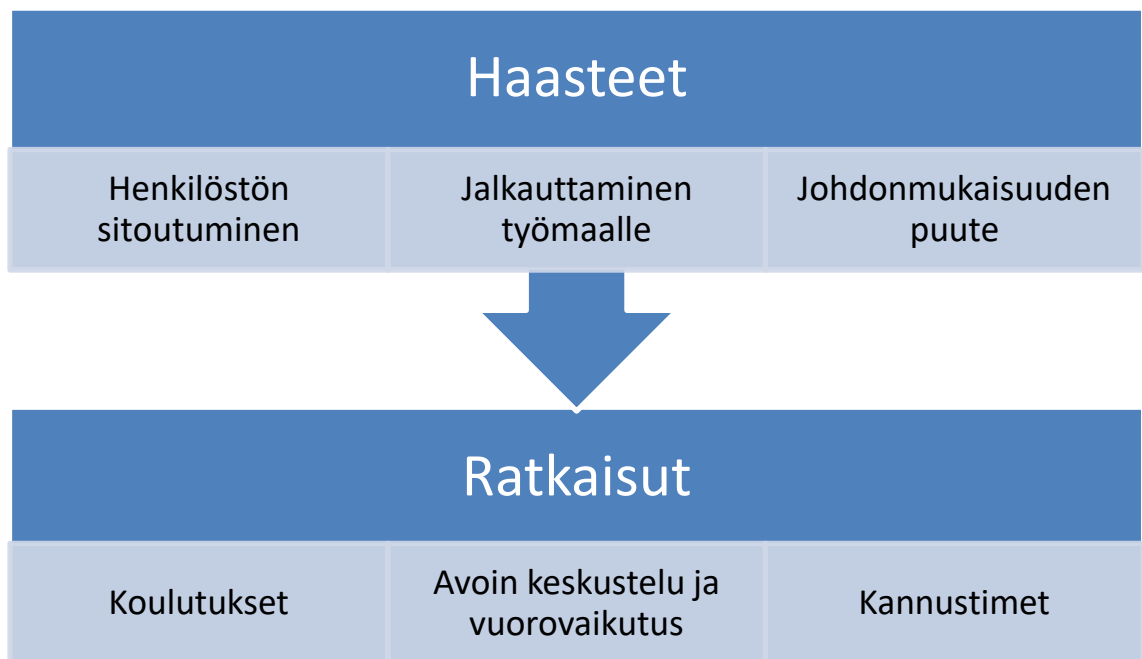 Haasteet
Henkilöstön
sitoutuminen
Jalkauttaminen
työmaalle
Johdonmukaisuuden
puute
Ratkaisut
Koulutukset
Avoin keskustelu ja
vuorovaikutus
Kannustimet